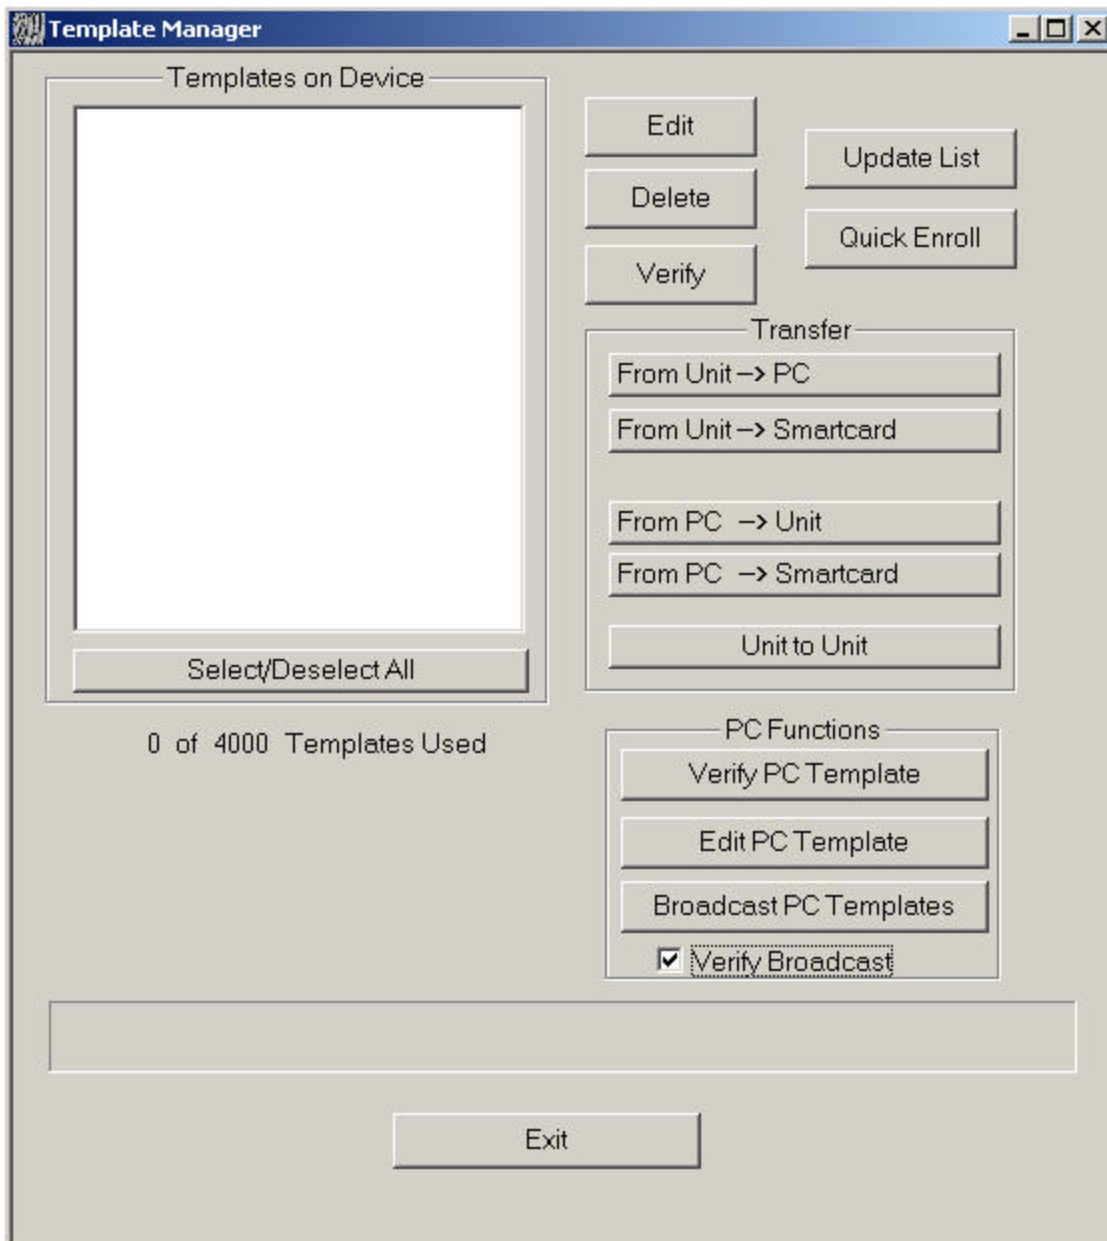 Template Manager
Templates on Device
Edit
Update List
Delete
Quick Enroll
Verify
Transfer
From Unit --> PC
From Unit --> Smartcard
From PC --> Unit
From PC --> Smartcard
Unit to Unit
Select/Deselect All
0 of 4000 Templates Used
PC Functions
Verify PC Template
Edit PC Template
Broadcast PC Templates
Verify Broadcast
Exit